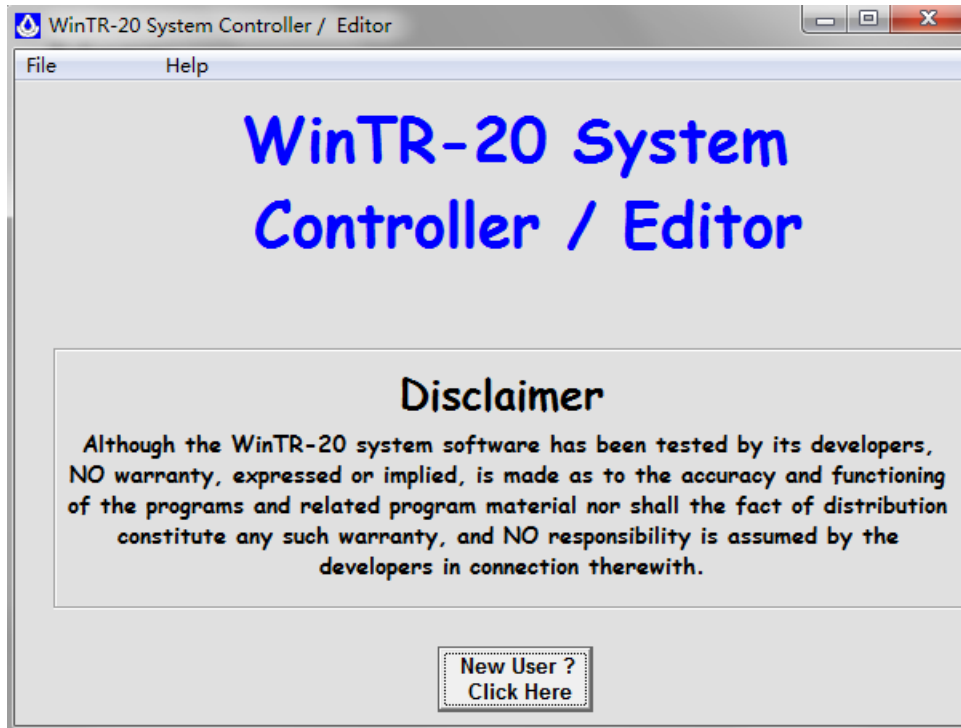 WinTR-20 System Controller /  Editor
File Help
WinTR-20 System
Controller / Editor
Disclaimer
Although the WinTR-20 system software has been tested by its developers,
NO warranty, expressed or implied, is made as to the accuracy and functioning
of the programs and related program material nor shall the fact of distribution
constitute any such warranty, and NO responsibility is assumed by the
developers in connection therewith.
New User ?
Click Here